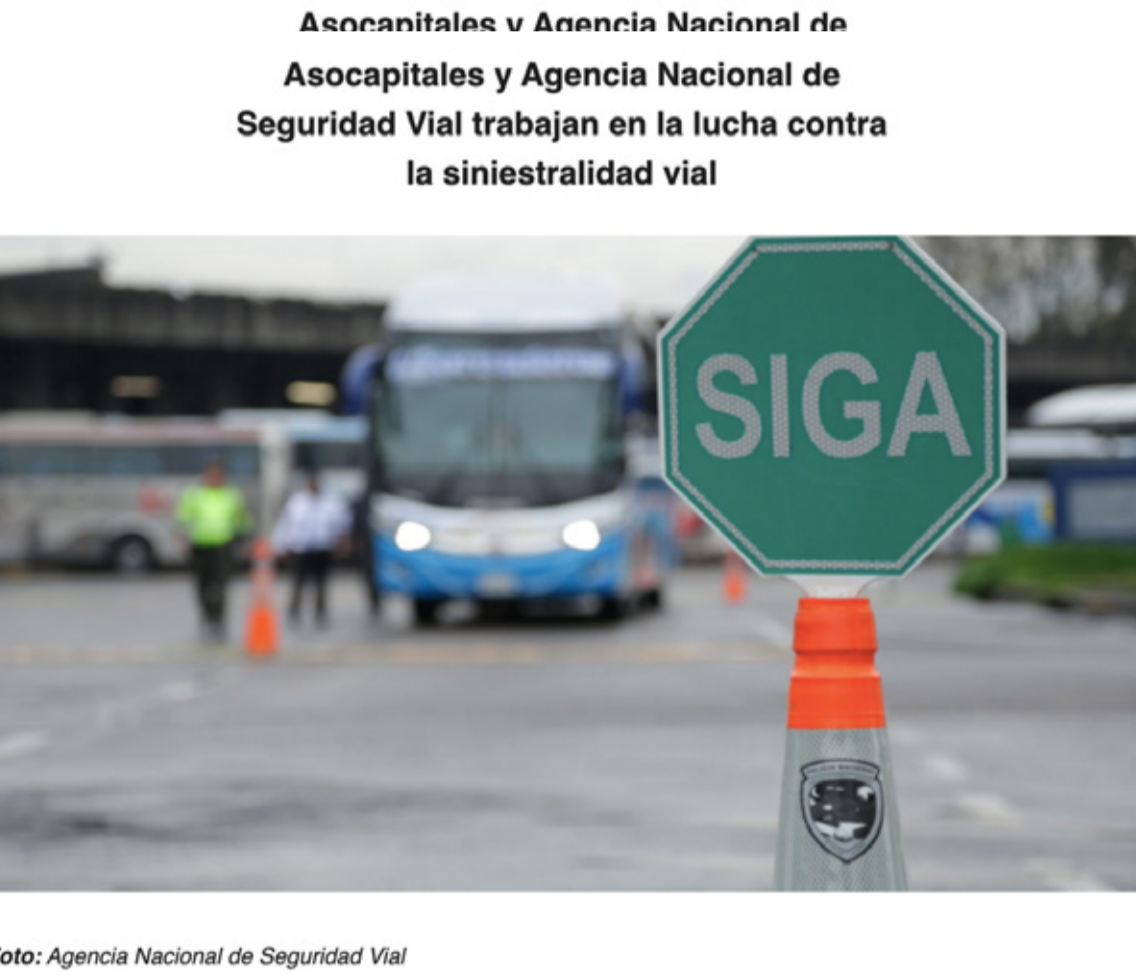 Asocapitales y Agencia Nacional de
Asocapitales y Agencia Nacional de
Seguridad Vial trabajan en la lucha contra
la siniestralidad vial
SIGA
oto: Agencia Nacional de Seguridad Vial